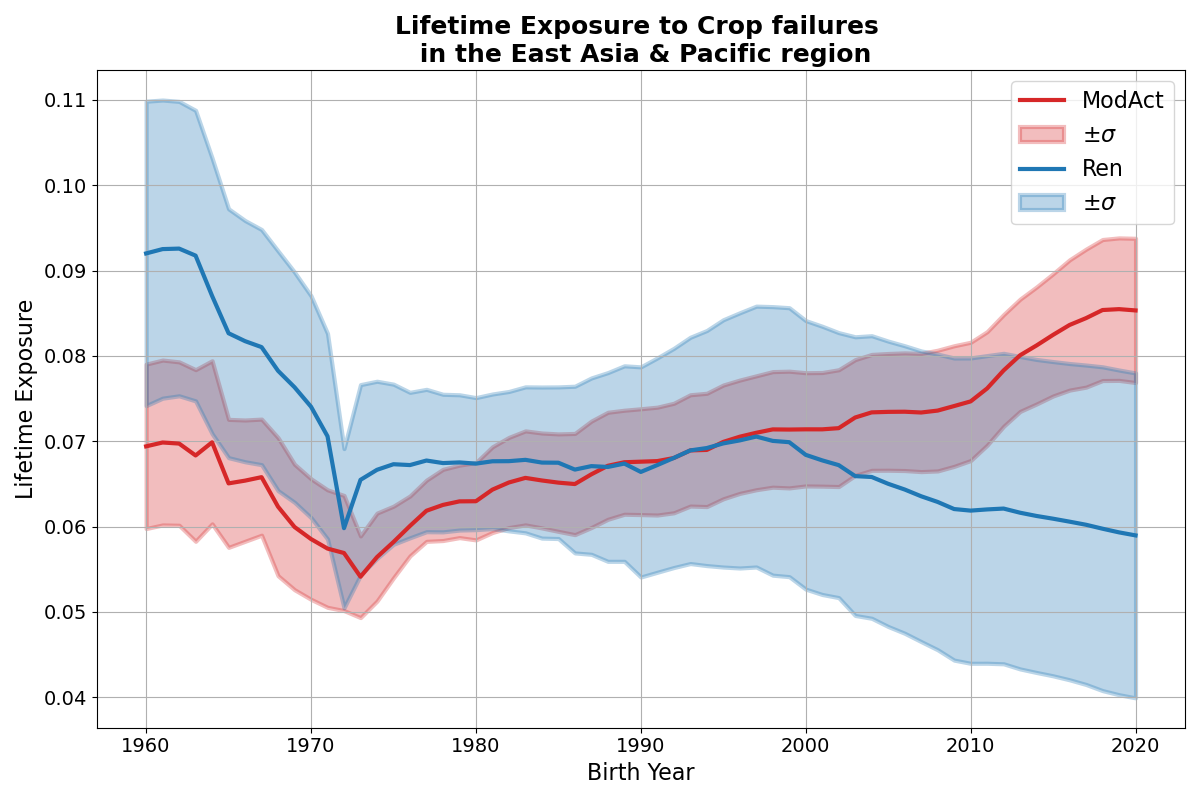 Lifetime Exposure to Crop failures
in the East Asia & Pacific region
ModAct
±σ
Ren
±σ
Lifetime Exposure
0.11
0.10
0.09
0.08
0.07
0.06
0.05
0.04
1960
1970
1980
1990
2000
2010
2020
Birth Year